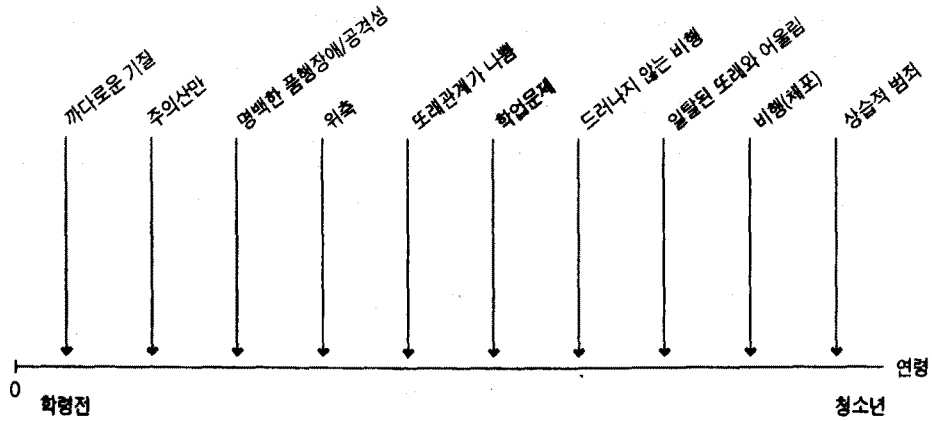 까다로운 기질
주의산만
명백한 품행장애/공격성
위축
또래관계가 나쁨
학업문제
드러나지 않는 비행
일탈된 또래와 어울림
비행(체포)
상습적 범죄
연령
0
학령전
청소년